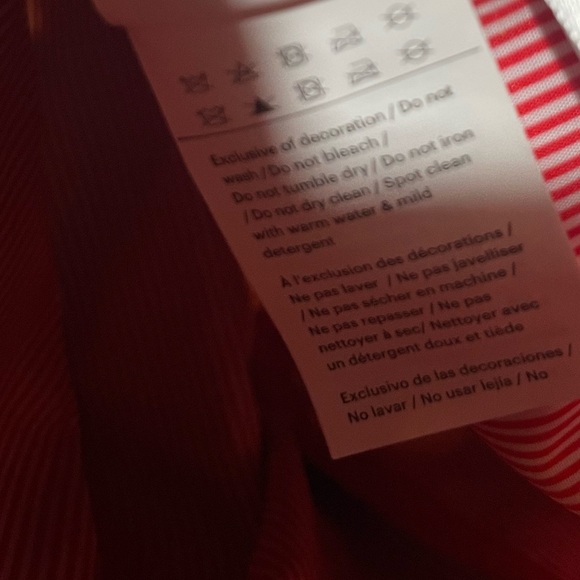 Exclusive of decoration / Do not
wash / Do not bleach /
Do not tumble dry / Do not iron
/ Do not dry clean / Spot clean
with warm water & mild
detergent
À l'exclusion des décorations /
Ne pas laver / Ne pas javelliser
/ Ne pas sécher en machine /
Ne pas repasser / Ne pas
nettoyer à sec/ Nettoyer avec
un détergent doux et tiède
Exclusivo de las decoraciones /
No lavar / No usar lejía / No